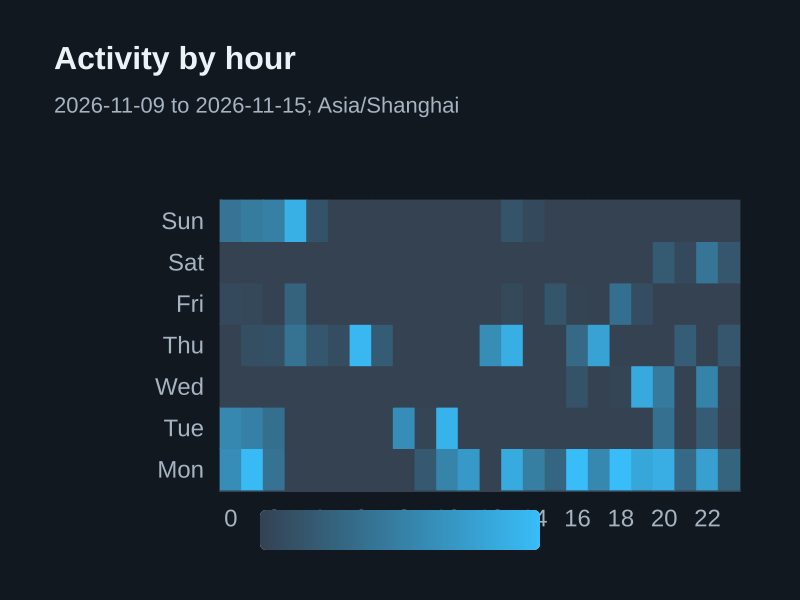 Activity by hour
2026-11-09 to 2026-11-15; Asia/Shanghai
Sun
Sat
Fri
Thu
Wed
Tue
Mon
0 16 18 20 22